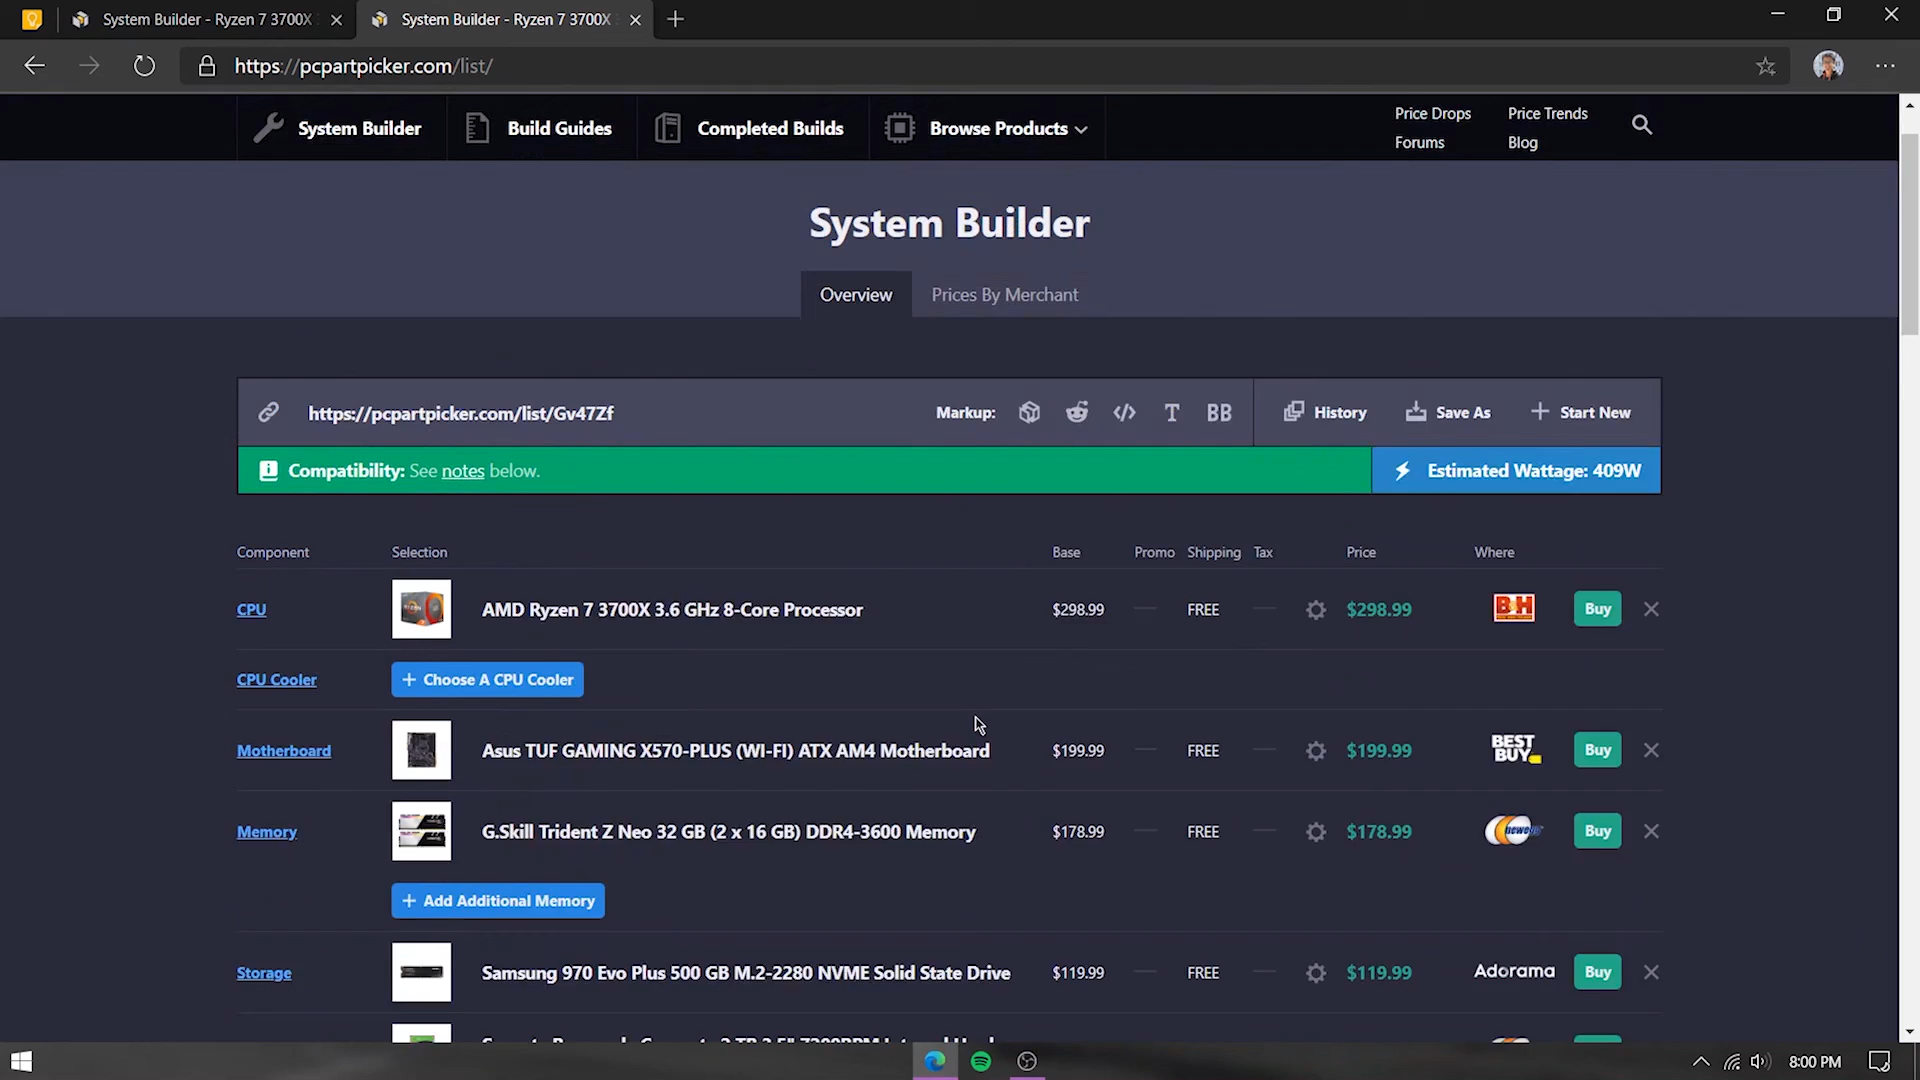 System Builder - Ryzen 7 3700X
System Builder - Ryzen 7 3700X
https://pcpartpicker.com/list/
System Builder
Build Guides
Completed Builds
Browse Products
Price Drops
Price Trends
Forums
Blog
System Builder
Overview
Prices By Merchant
https://pcpartpicker.com/list/Gv47Zf
Markup:
T
BB
History
Save As
Start New
Compatibility: See notes below.
Estimated Wattage: 409W
Component Selection Base Promo Shipping Tax Price Where
CPU
RYZEN
AMD Ryzen 7 3700X 3.6 GHz 8-Core Processor
$298.99
FREE
$298.99
B&H
Buy
CPU Cooler
+ Choose A CPU Cooler
Motherboard
Asus TUF GAMING X570-PLUS (WI-FI) ATX AM4 Motherboard
$199.99
FREE
$199.99
BEST BUY
Buy
Memory
G.Skill Trident Z Neo 32 GB (2 x 16 GB) DDR4-3600 Memory
$178.99
FREE
$178.99
newegg
Buy
+ Add Additional Memory
Storage
Samsung 970 Evo Plus 500 GB M.2-2280 NVME Solid State Drive
$119.99
FREE
$119.99
Adorama
Buy
8:00 PM